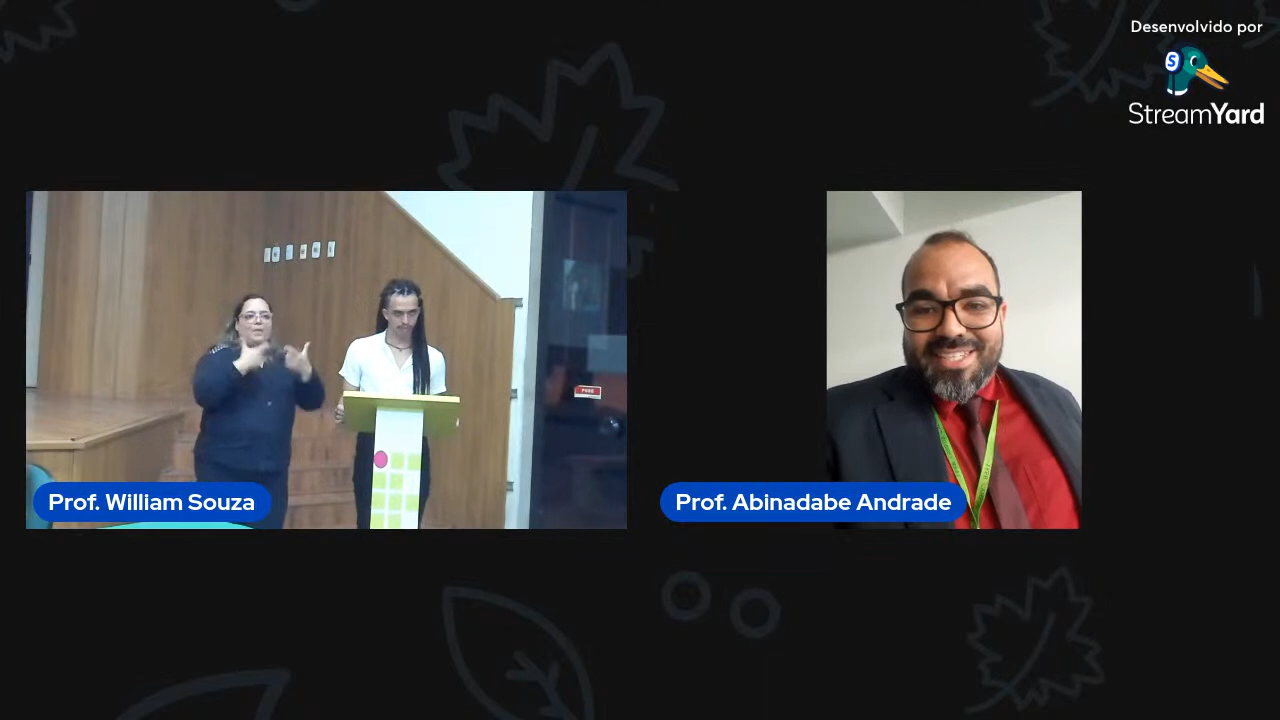 Desenvolvido por
S
StreamYard
Prof. William Souza
Prof. Abinadabe Andrade